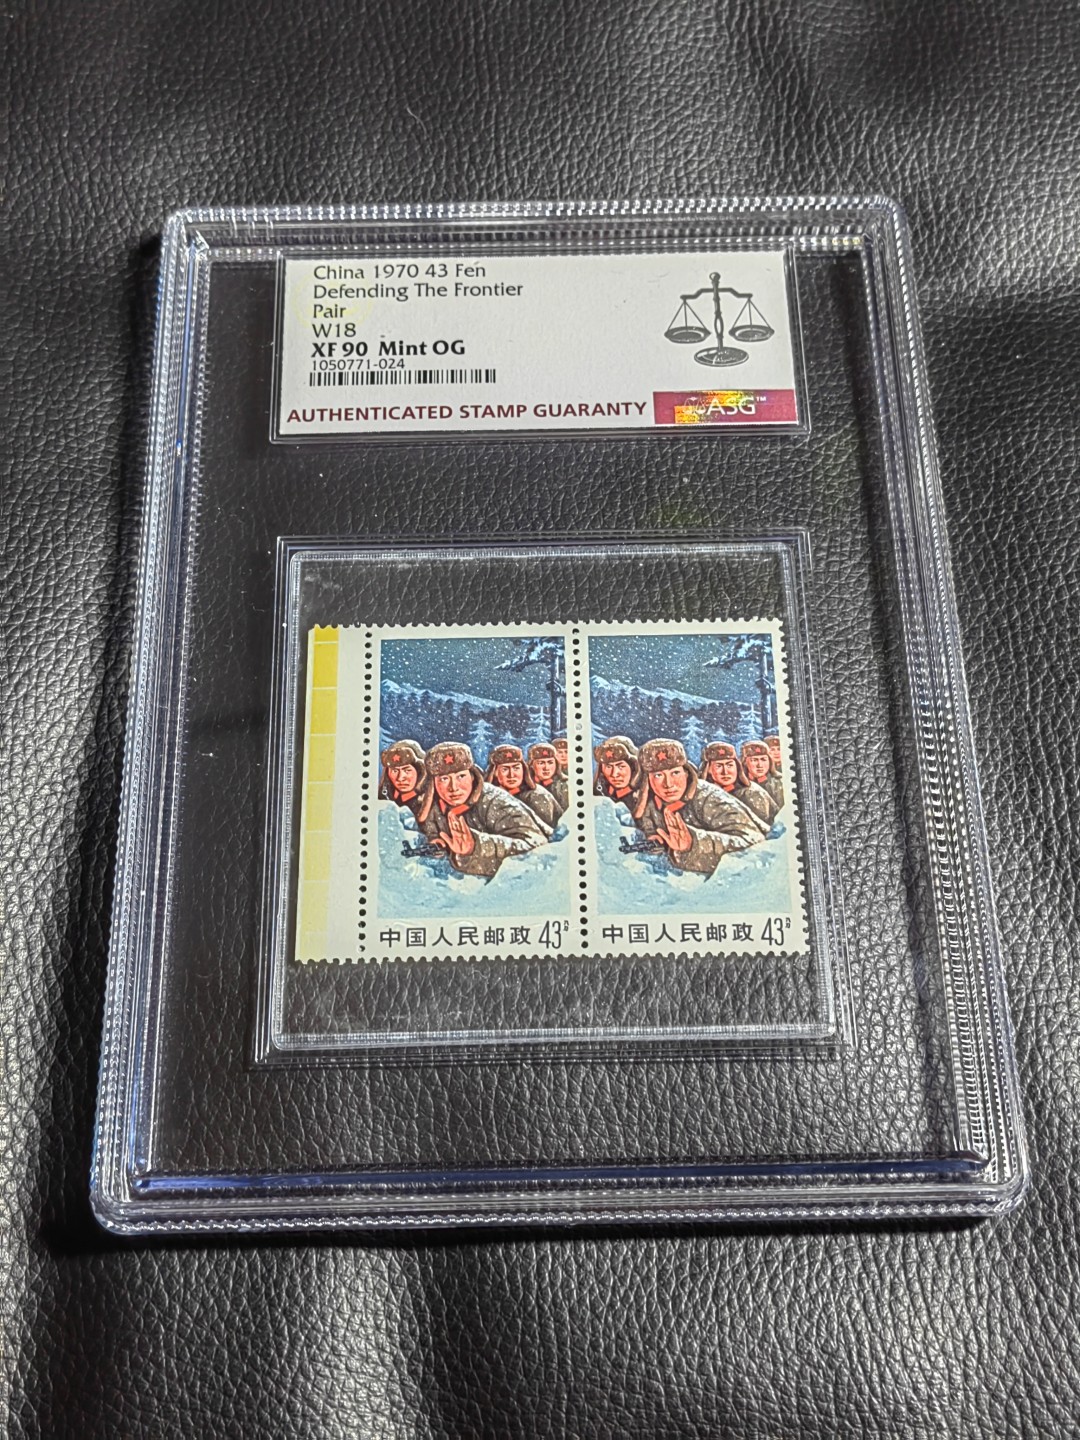 China 1970 43 Fen
Defending The Frontier
Pair
W18
XF 90 Mint OG
1050771-024
AUTHENTICATED STAMP GUARANTY ASG™
中国人民邮政 43分 中国人民邮政 43分